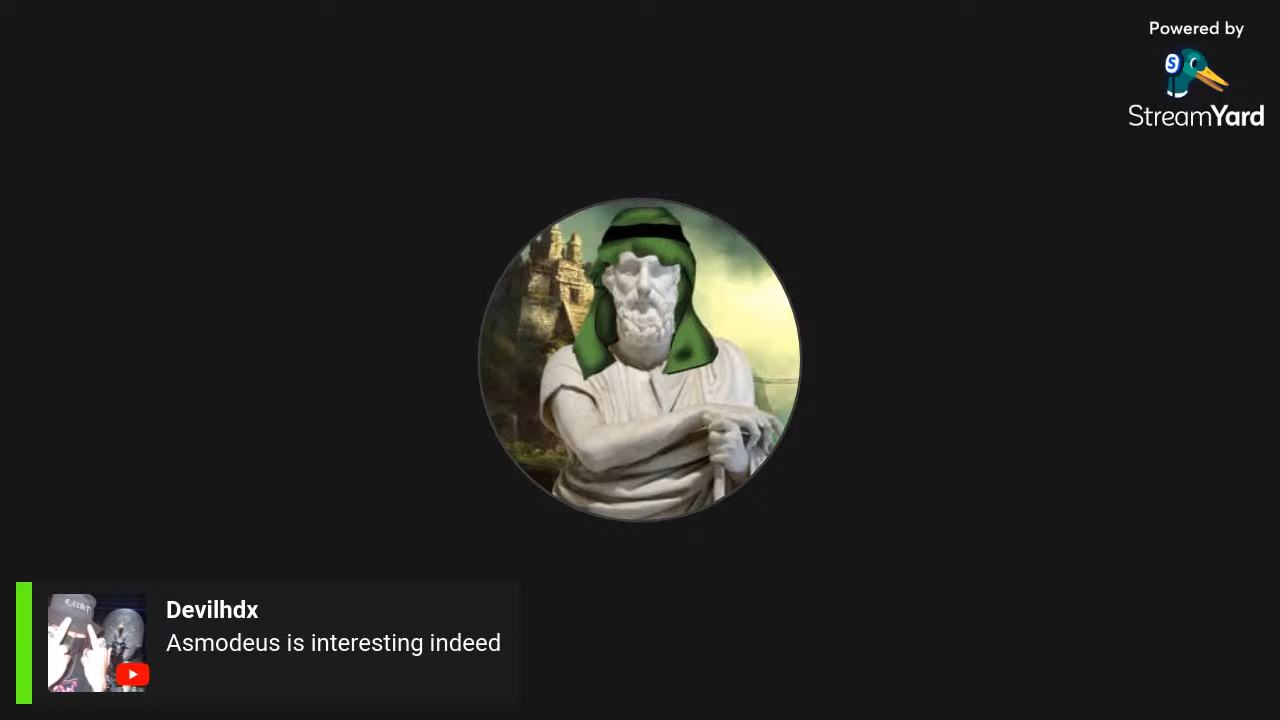 Powered by
StreamYard
Devilhdx
Asmodeus is interesting indeed